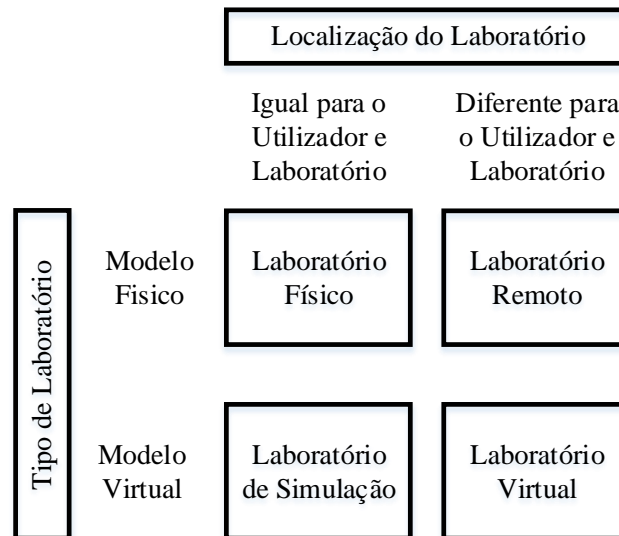 Localização do Laboratório
Igual para o
Utilizador e
Laboratório
Diferente para
o Utilizador e
Laboratório
Tipo de Laboratório
Modelo
Fisico
Laboratório
Físico
Laboratório
Remoto
Modelo
Virtual
Laboratório
de Simulação
Laboratório
Virtual